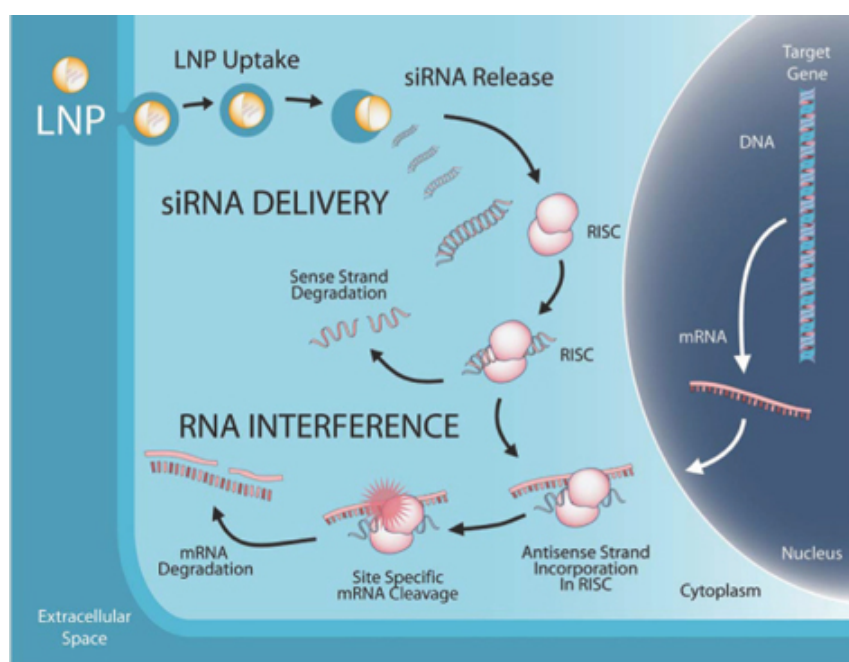 LNP Uptake
siRNA Release
Target
Gene
LNP
DNA
siRNA DELIVERY
RISC
Sense Strand
Degradation
mRNA
RISC
RNA INTERFERENCE
mRNA
Degradation
Site Specific
mRNA Cleavage
Antisense Strand
Incorporation
In RISC
Nucleus
Cytoplasm
Extracellular
Space